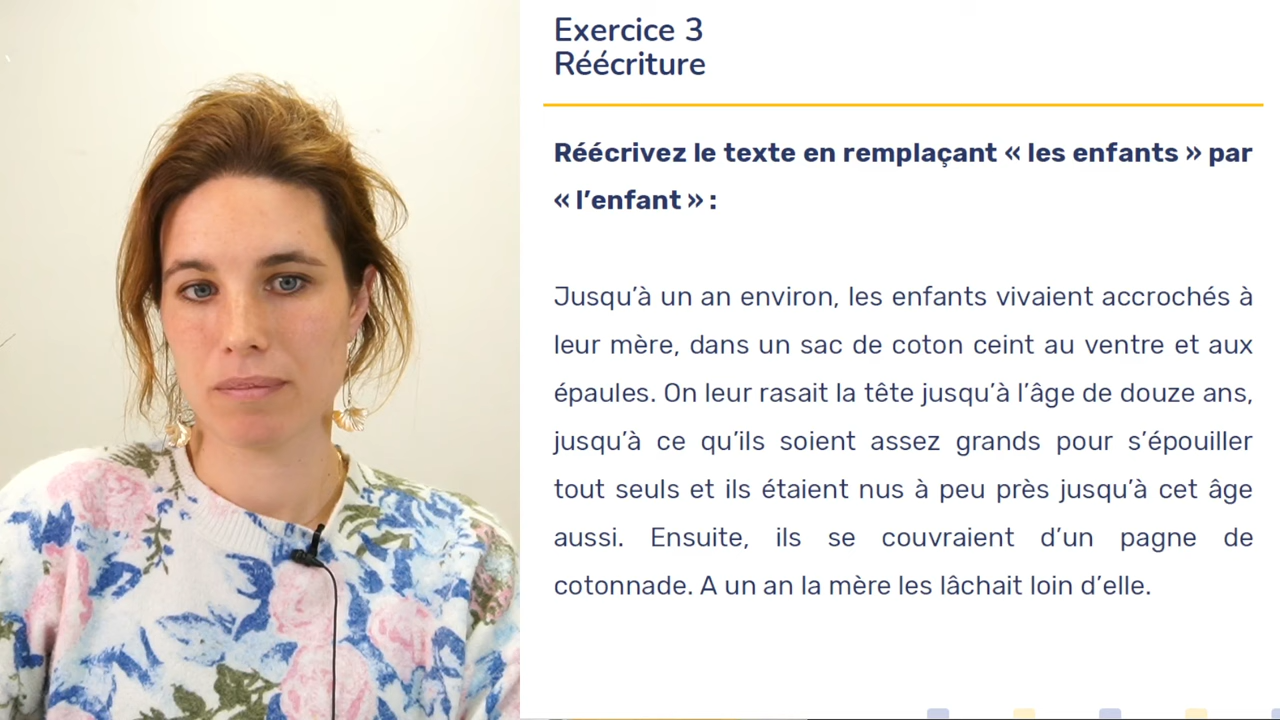 Exercice 3
Réécriture
Réécrivez le texte en remplaçant « les enfants » par
« l’enfant » :
Jusqu’à un an environ, les enfants vivaient accrochés à
leur mère, dans un sac de coton ceint au ventre et aux
épaules. On leur rasait la tête jusqu’à l’âge de douze ans,
jusqu’à ce qu’ils soient assez grands pour s’épouiller
tout seuls et ils étaient nus à peu près jusqu’à cet âge
aussi. Ensuite, ils se couvraient d’un pagne de
cotonnade. A un an la mère les lâchait loin d’elle.